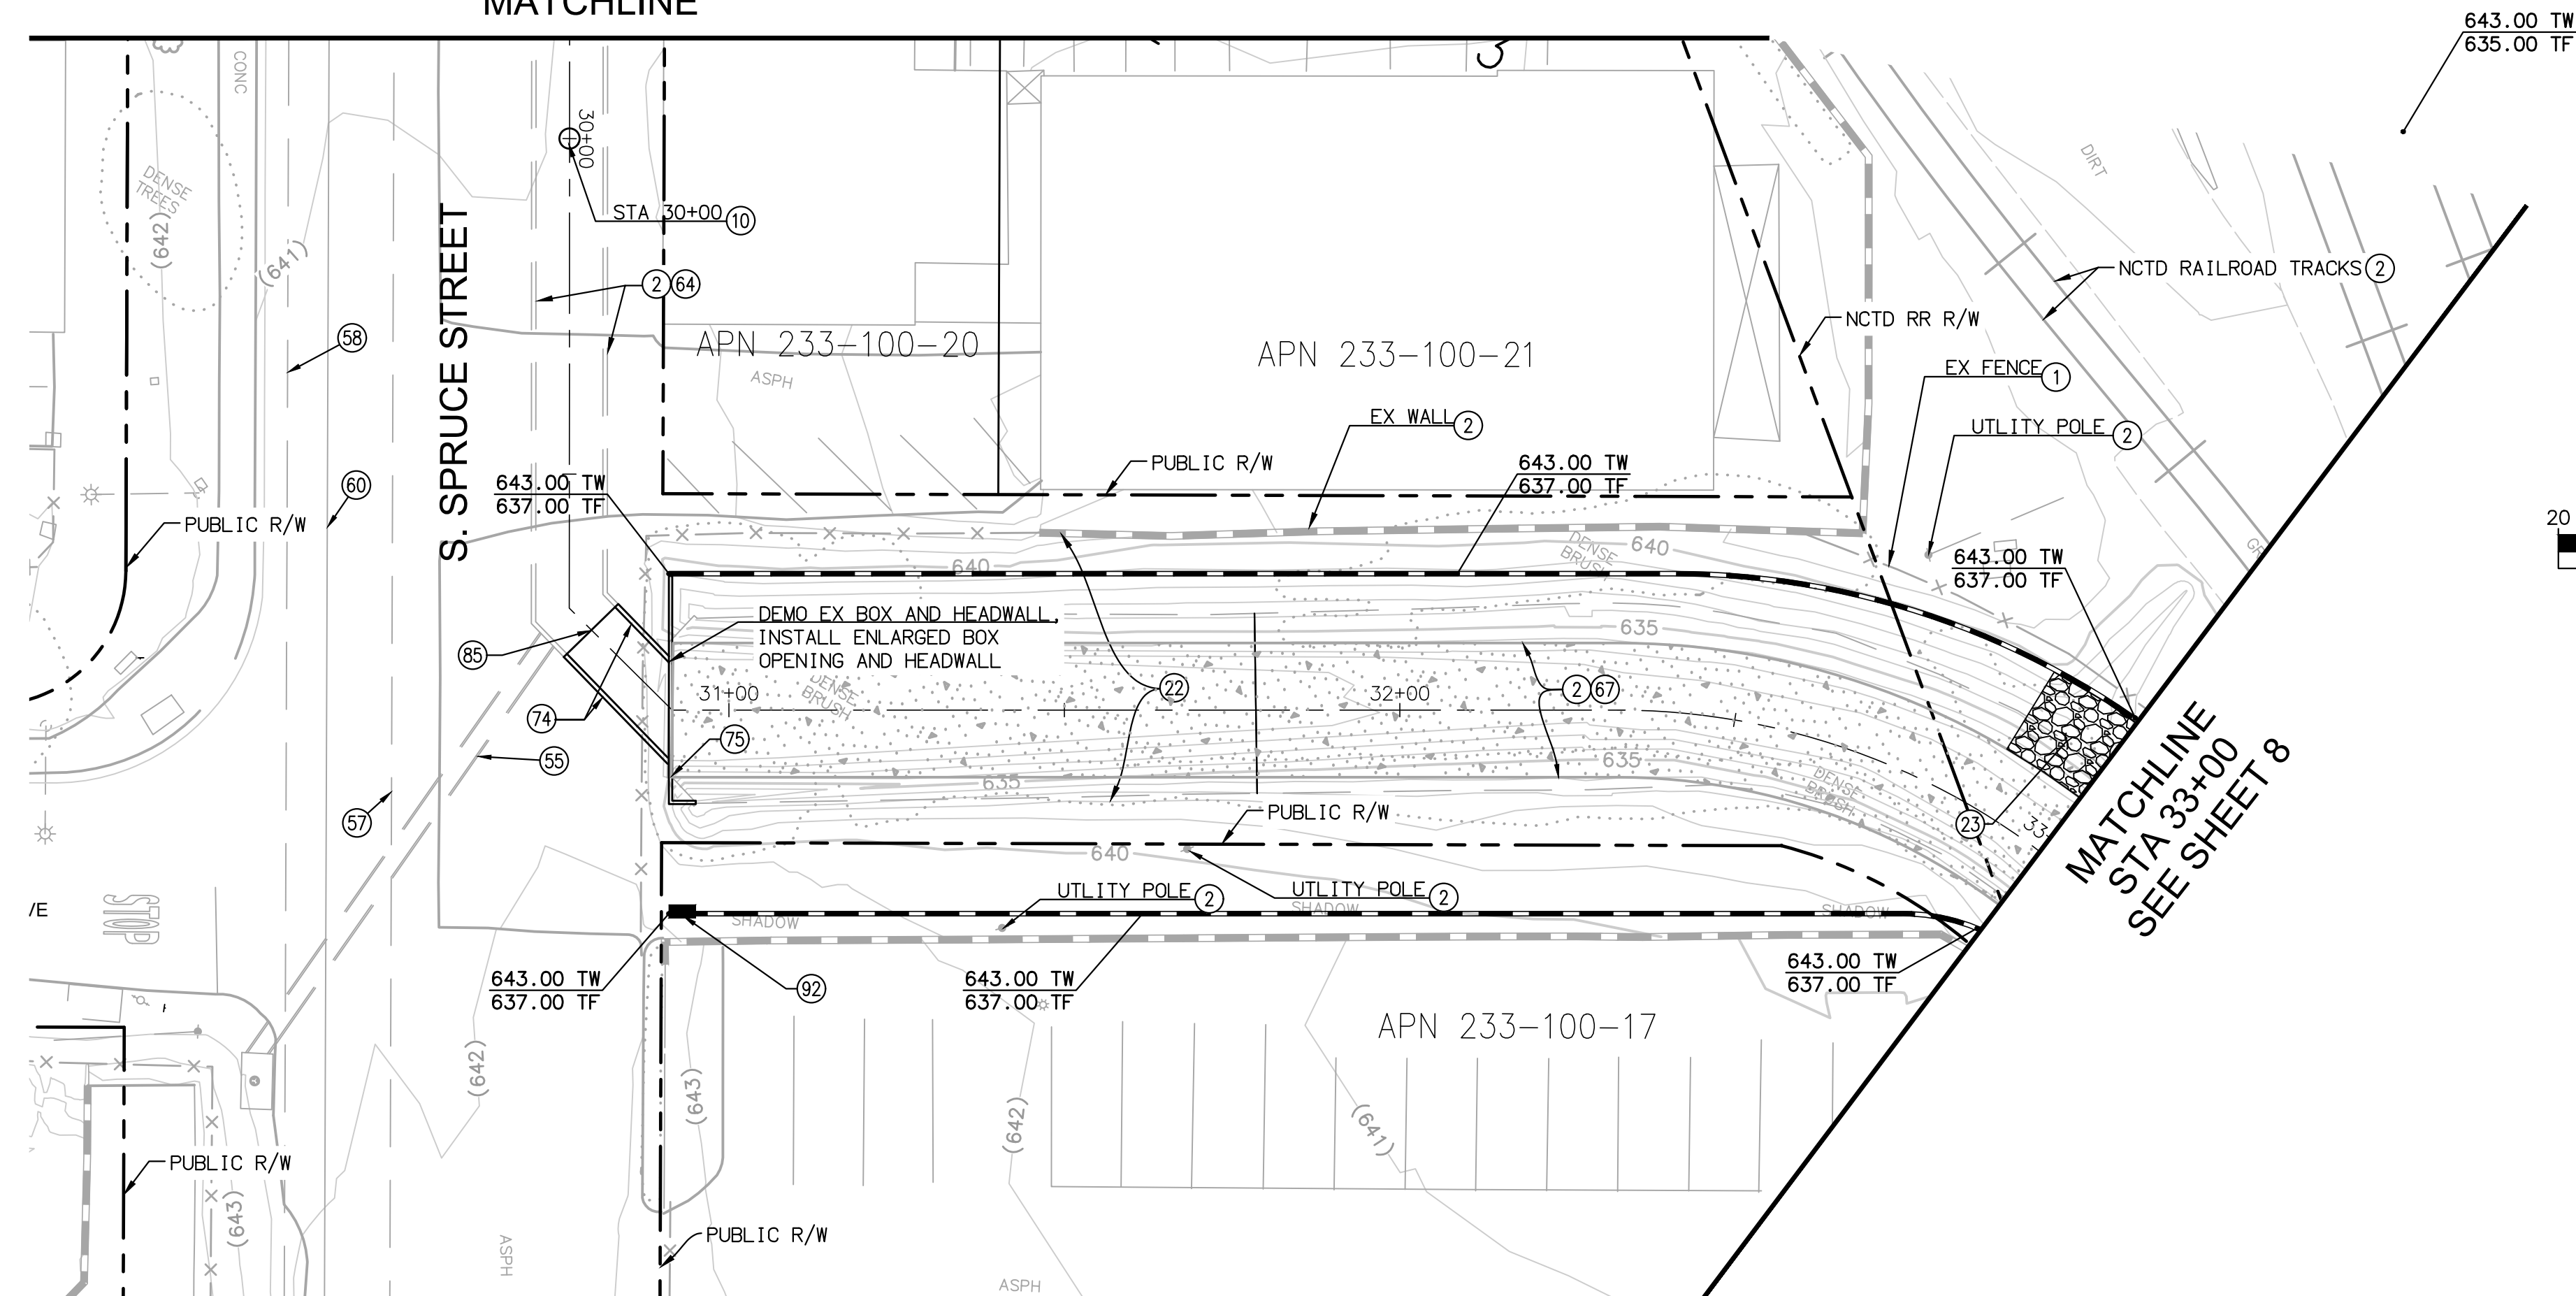 MATCHLINE
643.00 TW
635.00 TF
CONC
30+00
DENSE
TREES
DIRT
STA 30+00 10
(642)
(641)
S. SPRUCE STREET
NCTD RAILROAD TRACKS 2
2 64
NCTD RR R/W
58
APN 233-100-20
APN 233-100-21
ASPH
EX FENCE 1
EX WALL 2
UTLITY POLE 2
PUBLIC R/W
643.00 TW
637.00 TF
643.00 TW
637.00 TF
60
PUBLIC R/W
20
640
DENSE
BRUSH
640
643.00 TW
637.00 TF
DEMO EX BOX AND HEADWALL,
INSTALL ENLARGED BOX
OPENING AND HEADWALL
635
85
22
2 67
31+00
32+00
DENSE
BRUSH
74
75
55
635
635
DENSE
BRUSH
57
PUBLIC R/W
23
33
MATCHLINE
STA 33+00
SEE SHEET 8
640
UTLITY POLE 2
UTLITY POLE 2
/E
STOP
SHADOW
SHADOW
SHADOW
643.00 TW
637.00 TF
92
643.00 TW
637.00 TF
643.00 TW
637.00 TF
APN 233-100-17
(642)
(643)
(642)
(641)
PUBLIC R/W
(643)
PUBLIC R/W
ASPH
ASPH